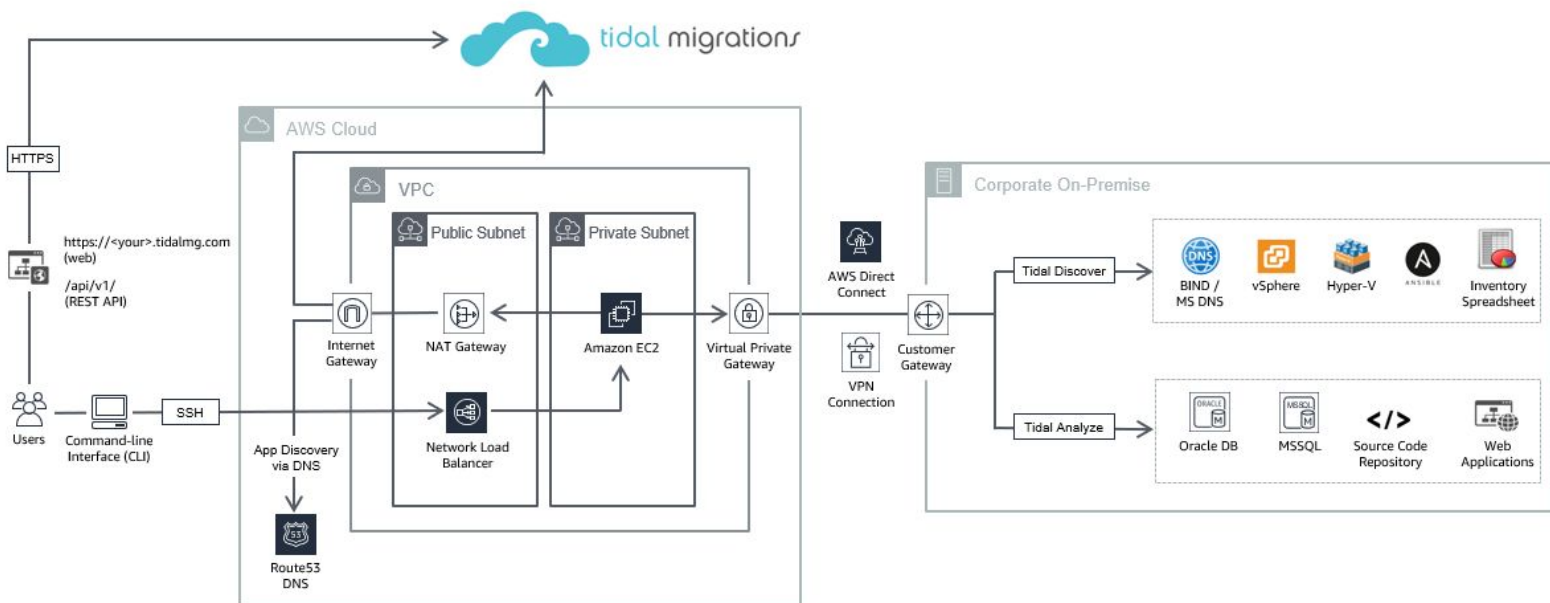 tidal migrations
AWS Cloud
HTTPS
VPC
Corporate On-Premise
Public Subnet
Private Subnet
https://<your>.tidalmg.com
(web)
/api/v1/
(REST API)
AWS Direct
Connect
Tidal Discover
DNS
BIND /
MS DNS
vSphere
Hyper-V
A
ANSIBLE
Inventory
Spreadsheet
Internet
Gateway
NAT Gateway
Amazon EC2
Virtual Private
Gateway
Customer
Gateway
VPN
Connection
Users
Command-line
Interface (CLI)
SSH
App Discovery
via DNS
Network Load
Balancer
Tidal Analyze
ORACLE
M
Oracle DB
MSSQL
M
MSSQL
</>
Source Code
Repository
Web
Applications
53
Route53
DNS